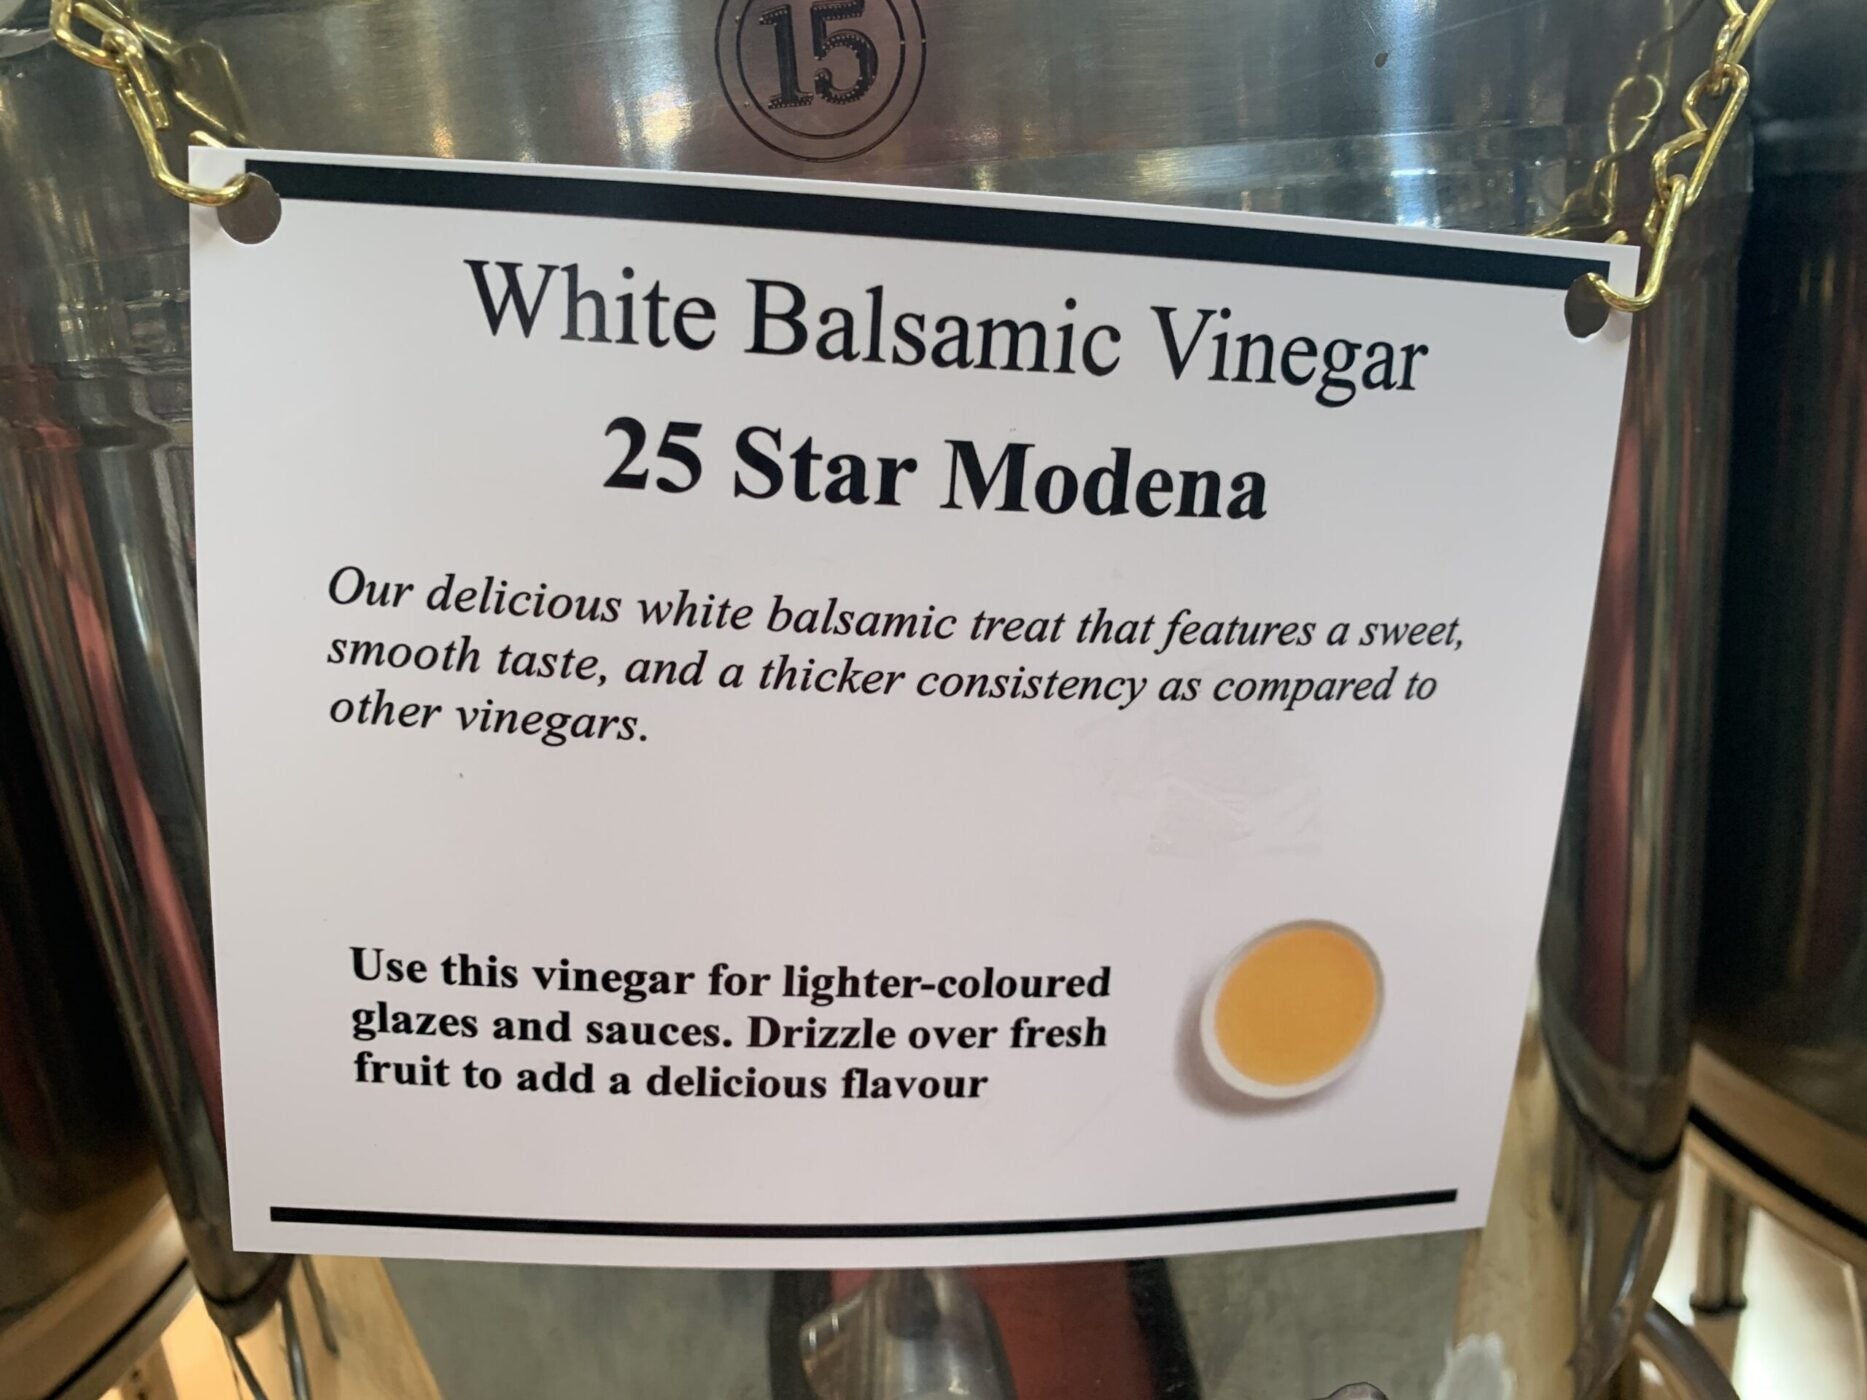 15
White Balsamic Vinegar
25 Star Modena
Our delicious white balsamic treat that features a sweet,
smooth taste, and a thicker consistency as compared to
other vinegars.
Use this vinegar for lighter-coloured
glazes and sauces. Drizzle over fresh
fruit to add a delicious flavour